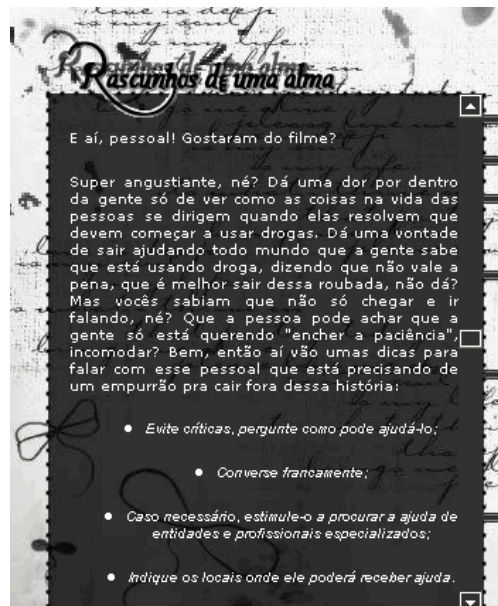 Rascunhos de uma alma
E aí, pessoal! Gostaram do filme?
Super angustiante, né? Dá uma dor por dentro
da gente só de ver como as coisas na vida das
pessoas se dirigem quando elas resolvem que
devem começar a usar drogas. Dá uma vontade
de sair ajudando todo mundo que a gente sabe
que está usando droga, dizendo que não vale a
pena, que é melhor sair dessa roubada, não dá?
Mas vocês sabiam que não só chegar e ir
falando, né? Que a pessoa pode achar que a
gente só está querendo "encher a paciência",
incomodar? Bem, então aí vão umas dicas para
falar com esse pessoal que está precisando de
um empurrão pra cair fora dessa história:
• Evite críticas, pergunte como pode ajudá-lo;
• Converse francamente;
• Caso necessário, estimule-o a procurar a ajuda de
entidades e profissionais especializados;
• Indique os locais onde ele poderá receber ajuda.